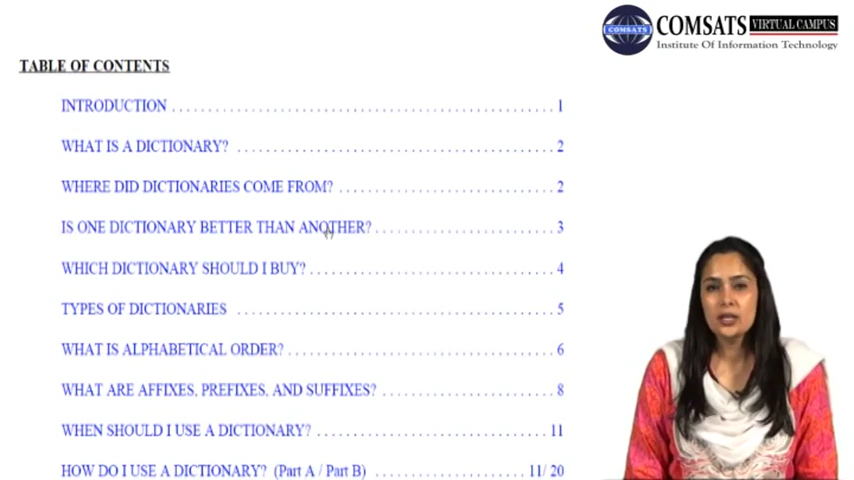 COMSATS COMSATS VIRTUAL CAMPUS
Institute Of Information Technology
TABLE OF CONTENTS
INTRODUCTION . . . . . . . . . . . . . . . . . . . . . . . . . . . . . . . . . . . . . . . . . . . . . 1
WHAT IS A DICTIONARY? . . . . . . . . . . . . . . . . . . . . . . . . . . . . . . . . . . . . . 2
WHERE DID DICTIONARIES COME FROM? . . . . . . . . . . . . . . . . . . . . . . . . . 2
IS ONE DICTIONARY BETTER THAN ANOTHER? . . . . . . . . . . . . . . . . . . . . . 3
WHICH DICTIONARY SHOULD I BUY? . . . . . . . . . . . . . . . . . . . . . . . . . . . . . 4
TYPES OF DICTIONARIES . . . . . . . . . . . . . . . . . . . . . . . . . . . . . . . . . . . . . 5
WHAT IS ALPHABETICAL ORDER? . . . . . . . . . . . . . . . . . . . . . . . . . . . . . . . 6
WHAT ARE AFFIXES, PREFIXES, AND SUFFIXES? . . . . . . . . . . . . . . . . . . . . 8
WHEN SHOULD I USE A DICTIONARY? . . . . . . . . . . . . . . . . . . . . . . . . . . . 11
HOW DO I USE A DICTIONARY? (Part A / Part B) . . . . . . . . . . . . . . . . . 11/ 20